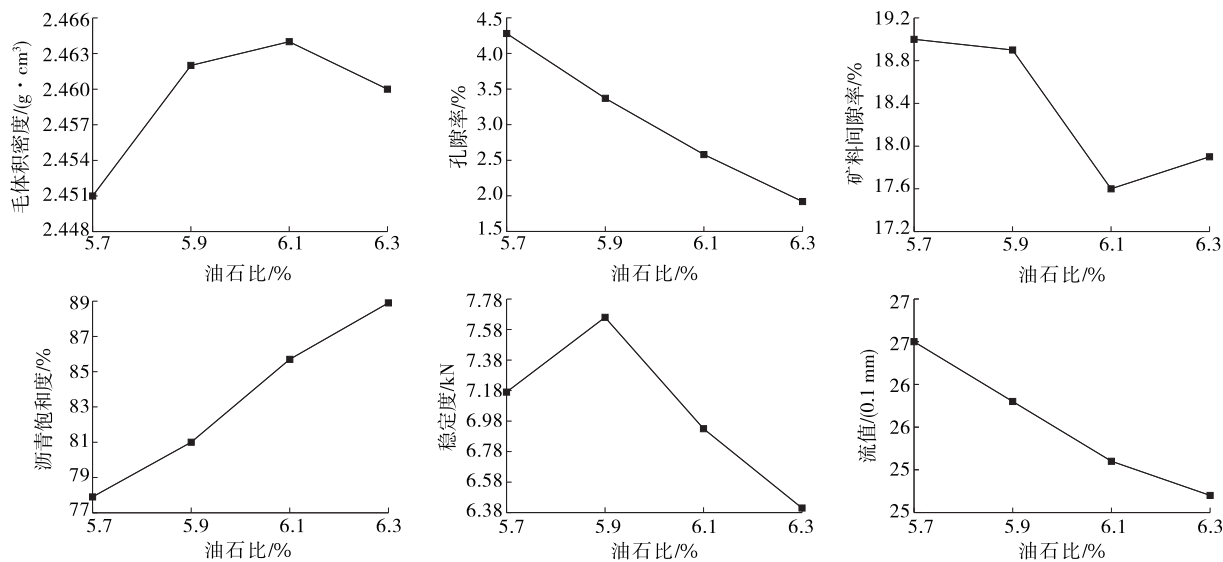 毛体积密度/(g·cm³)
2.466
2.463
2.460
2.457
2.454
2.451
2.448
5.7 5.9 6.1 6.3
油石比/%
孔隙率/%
4.5
4.0
3.5
3.0
2.5
2.0
1.5
5.7 5.9 6.1 6.3
油石比/%
矿料间隙率/%
19.2
18.8
18.4
18.0
17.6
17.2
5.7 5.9 6.1 6.3
油石比/%
沥青饱和度/%
89
87
85
83
81
79
77
5.7 5.9 6.1 6.3
油石比/%
稳定度/kN
7.78
7.58
7.38
7.18
6.98
6.78
6.58
6.38
5.7 5.9 6.1 6.3
油石比/%
流值/(0.1 mm)
27
27
26
26
25
25
5.7 5.9 6.1 6.3
油石比/%